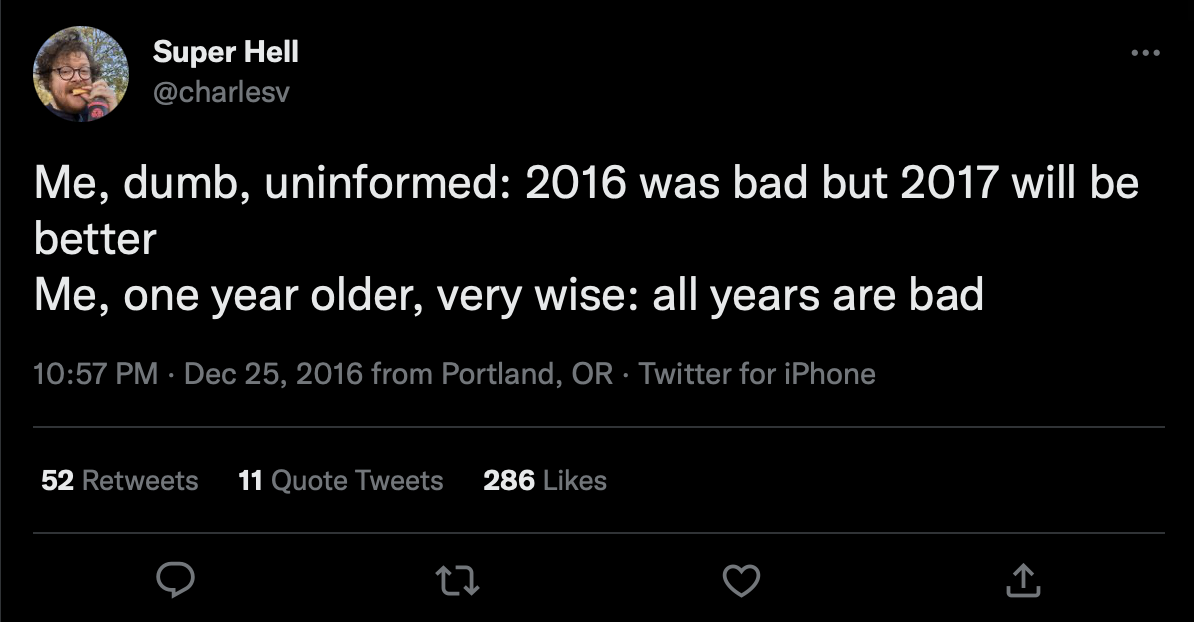 Super Hell
@charlesv
Me, dumb, uninformed: 2016 was bad but 2017 will be
better
Me, one year older, very wise: all years are bad
10:57 PM · Dec 25, 2016 from Portland, OR · Twitter for iPhone
52 Retweets 11 Quote Tweets 286 Likes